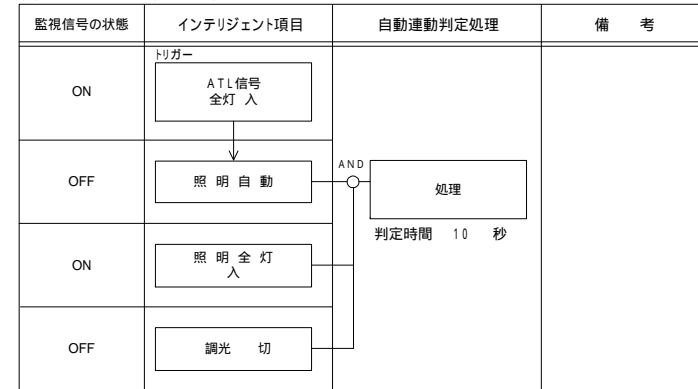 監視信号の状態 インテリジェント項目 自動連動判定処理 備 考
トリガー
ON
ATL信号
全灯 入
OFF
照 明 自 動
AND
処理
判定時間 10 秒
ON
照 明 全 灯
入
OFF
調光 切